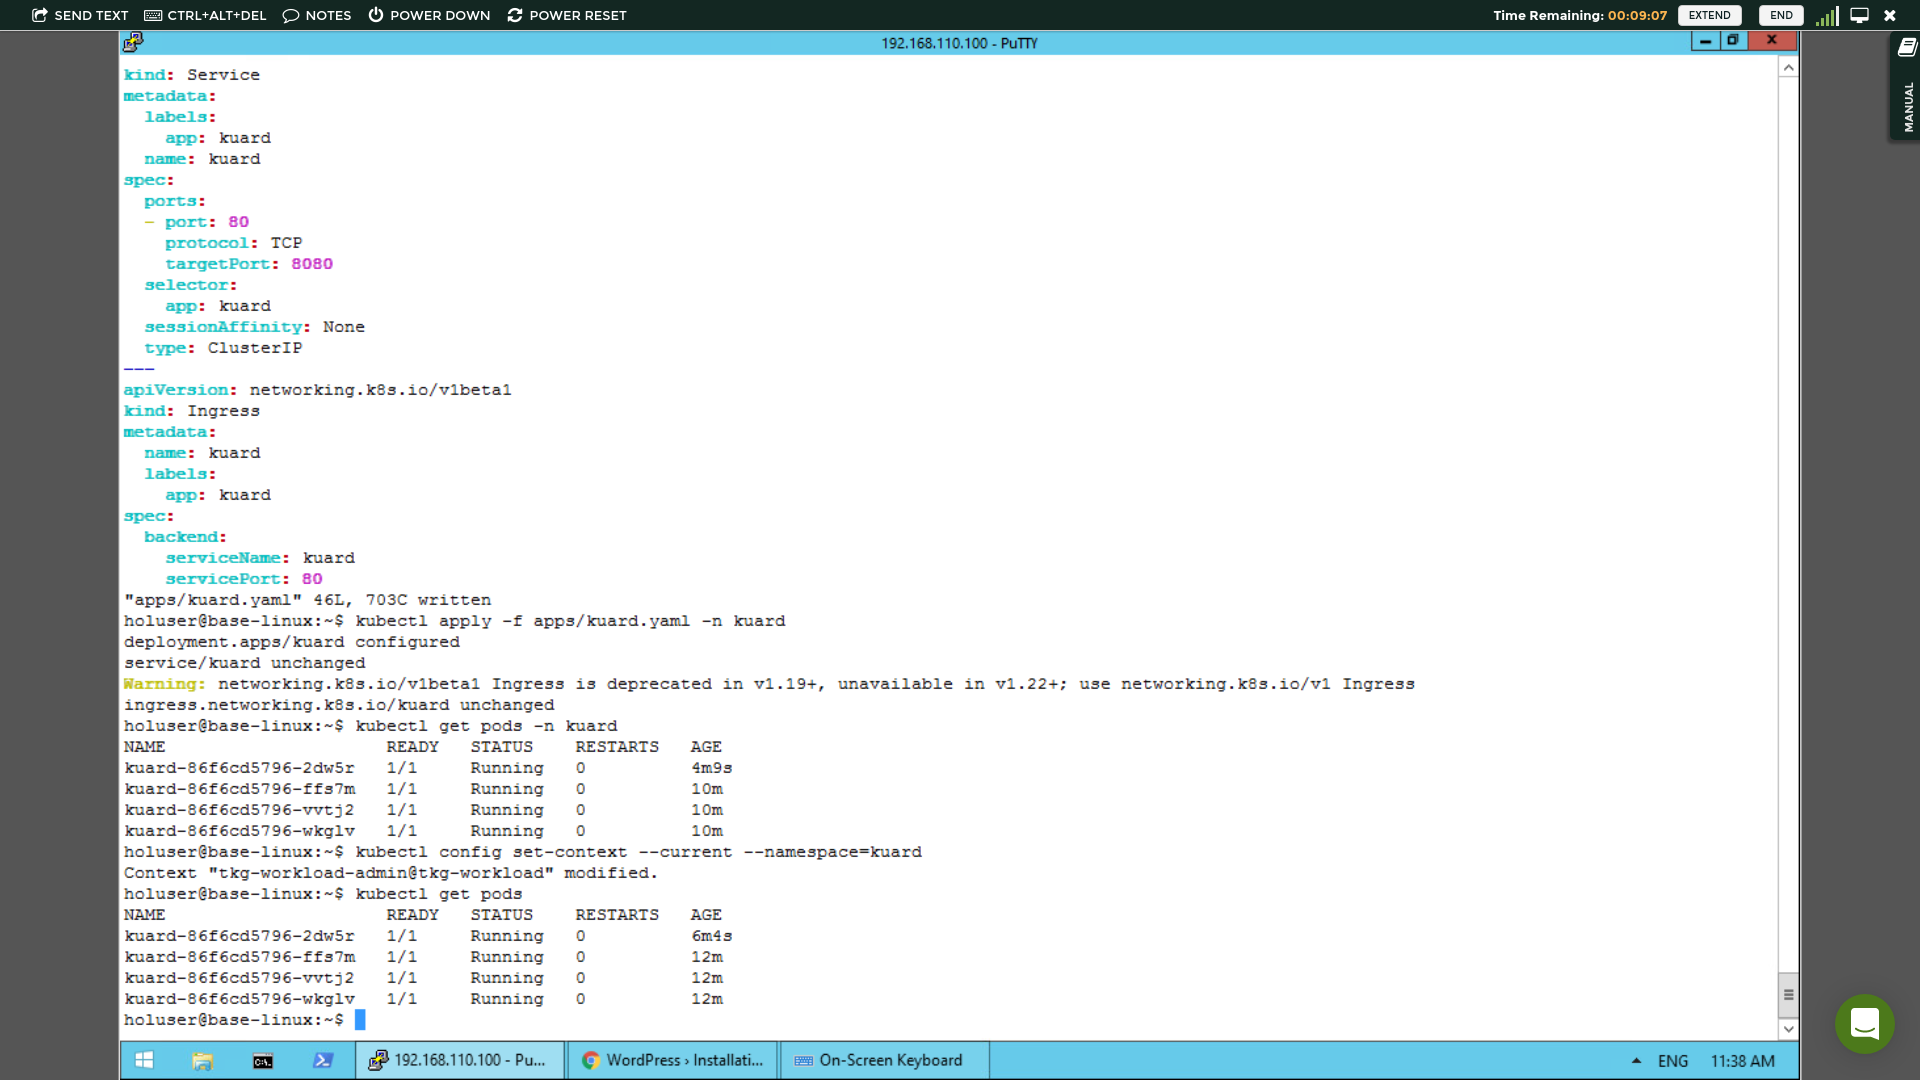 SEND TEXT CTRL+ALT+DEL NOTES POWER DOWN POWER RESET Time Remaining: 00:09:07 EXTEND END
192.168.110.100 - PuTTY
MANUAL
kind: Service
metadata:
  labels:
    app: kuard
  name: kuard
spec:
  ports:
  - port: 80
    protocol: TCP
    targetPort: 8080
  selector:
    app: kuard
  sessionAffinity: None
  type: ClusterIP
---
apiVersion: networking.k8s.io/v1beta1
kind: Ingress
metadata:
  name: kuard
  labels:
    app: kuard
spec:
  backend:
    serviceName: kuard
    servicePort: 80
"apps/kuard.yaml" 46L, 703C written
holuser@base-linux:~$ kubectl apply -f apps/kuard.yaml -n kuard
deployment.apps/kuard configured
service/kuard unchanged
Warning: networking.k8s.io/v1beta1 Ingress is deprecated in v1.19+, unavailable in v1.22+; use networking.k8s.io/v1 Ingress
ingress.networking.k8s.io/kuard unchanged
holuser@base-linux:~$ kubectl get pods -n kuard
NAME                     READY   STATUS    RESTARTS   AGE
kuard-86f6cd5796-2dw5r   1/1     Running   0          4m9s
kuard-86f6cd5796-ffs7m   1/1     Running   0          10m
kuard-86f6cd5796-vvtj2   1/1     Running   0          10m
kuard-86f6cd5796-wkglv   1/1     Running   0          10m
holuser@base-linux:~$ kubectl config set-context --current --namespace=kuard
Context "tkg-workload-admin@tkg-workload" modified.
holuser@base-linux:~$ kubectl get pods
NAME                     READY   STATUS    RESTARTS   AGE
kuard-86f6cd5796-2dw5r   1/1     Running   0          6m4s
kuard-86f6cd5796-ffs7m   1/1     Running   0          12m
kuard-86f6cd5796-vvtj2   1/1     Running   0          12m
kuard-86f6cd5796-wkglv   1/1     Running   0          12m
holuser@base-linux:~$
192.168.110.100 - Pu... WordPress › Installati... On-Screen Keyboard ENG 11:38 AM